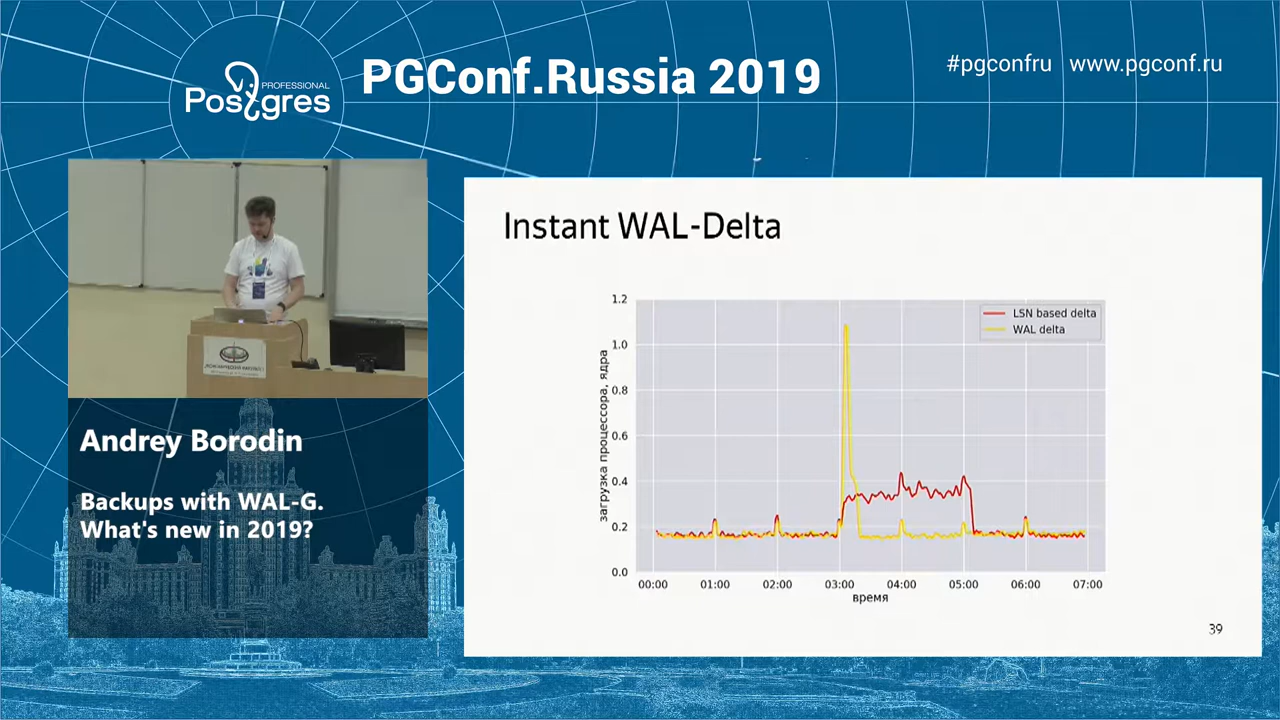 PROFESSIONAL
Postgres
PGConf.Russia 2019
#pgconfru www.pgconf.ru
Andrey Borodin
Backups with WAL-G.
What's new in 2019?
Instant WAL-Delta
LSN based delta
WAL delta
загрузка процессора, ядра
1.2
1.0
0.8
0.6
0.4
0.2
0.0
00:00 01:00 02:00 03:00 04:00 05:00 06:00 07:00
время
39